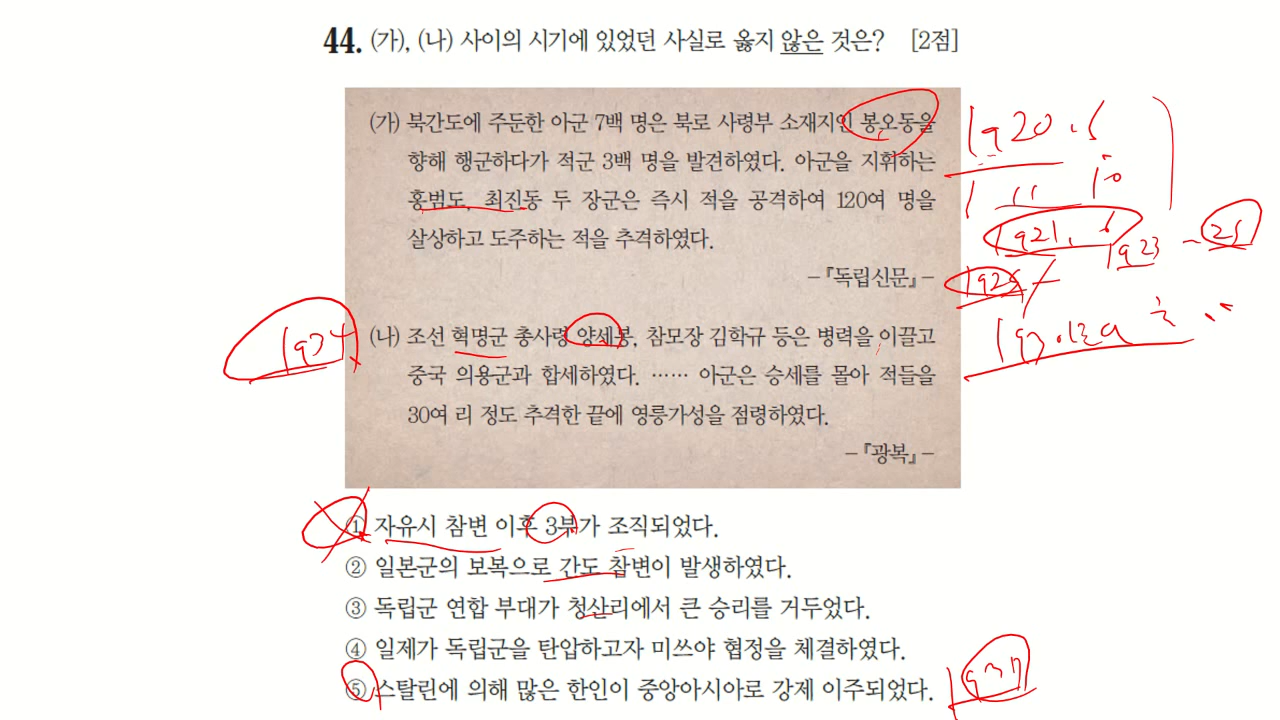 44. (가), (나) 사이의 시기에 있었던 사실로 옳지 않은 것은? [2점]
(가) 북간도에 주둔한 아군 7백 명은 북로 사령부 소재지인 봉오동을
향해 행군하다가 적군 3백 명을 발견하였다. 아군을 지휘하는
홍범도, 최진동 두 장군은 즉시 적을 공격하여 120여 명을
살상하고 도주하는 적을 추격하였다.
-『독립신문』-
(나) 조선 혁명군 총사령 양세봉, 참모장 김학규 등은 병력을 이끌고
중국 의용군과 합세하였다. …… 아군은 승세를 몰아 적들을
30여 리 정도 추격한 끝에 영릉가성을 점령하였다.
-『광복』-
① 자유시 참변 이후 3부가 조직되었다.
② 일본군의 보복으로 간도 참변이 발생하였다.
③ 독립군 연합 부대가 청산리에서 큰 승리를 거두었다.
④ 일제가 독립군을 탄압하고자 미쓰야 협정을 체결하였다.
⑤ 스탈린에 의해 많은 한인이 중앙아시아로 강제 이주되었다.
1920.6
10
1921.6
1923 - 25
1925
1934
1937